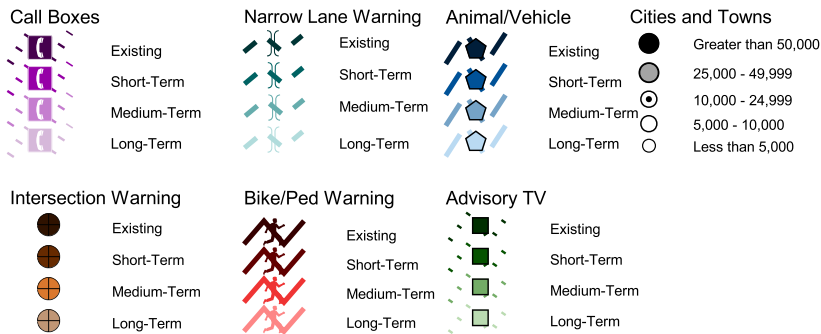 Call Boxes
Existing
Short-Term
Medium-Term
Long-Term
Narrow Lane Warning
Existing
Short-Term
Medium-Term
Long-Term
Animal/Vehicle
Existing
Short-Term
Medium-Term
Long-Term
Cities and Towns
Greater than 50,000
25,000 - 49,999
10,000 - 24,999
5,000 - 10,000
Less than 5,000
Intersection Warning
Existing
Short-Term
Medium-Term
Long-Term
Bike/Ped Warning
Existing
Short-Term
Medium-Term
Long-Term
Advisory TV
Existing
Short-Term
Medium-Term
Long-Term